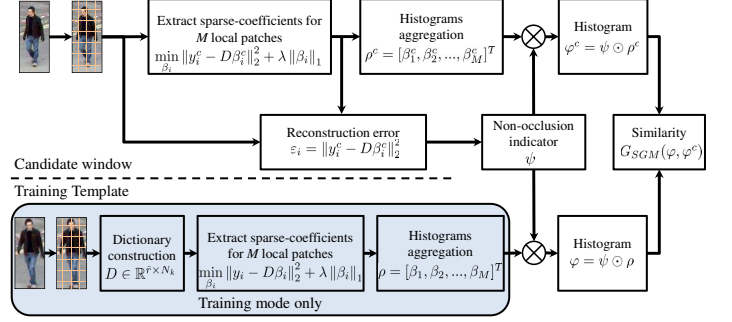 Extract sparse-coefficients for
M local patches
min_{β_i} ‖y_i^c − Dβ_i^c‖_2^2 + λ ‖β_i‖_1
Histograms
aggregation
ρ^c = [β_1^c, β_2^c, ..., β_M^c]^T
Histogram
φ^c = ψ ⊙ ρ^c
Reconstruction error
ε_i = ‖y_i^c − Dβ_i^c‖_2^2
Non-occlusion
indicator
ψ
Similarity
G_{SGM}(φ, φ^c)
Candidate window
Training Template
Dictionary
construction
D ∈ ℝ^{r̄×N_k}
Extract sparse-coefficients
for M local patches
min_{β_i} ‖y_i − Dβ_i‖_2^2 + λ ‖β_i‖_1
Histograms
aggregation
ρ = [β_1, β_2, ..., β_M]^T
Histogram
φ = ψ ⊙ ρ
Training mode only